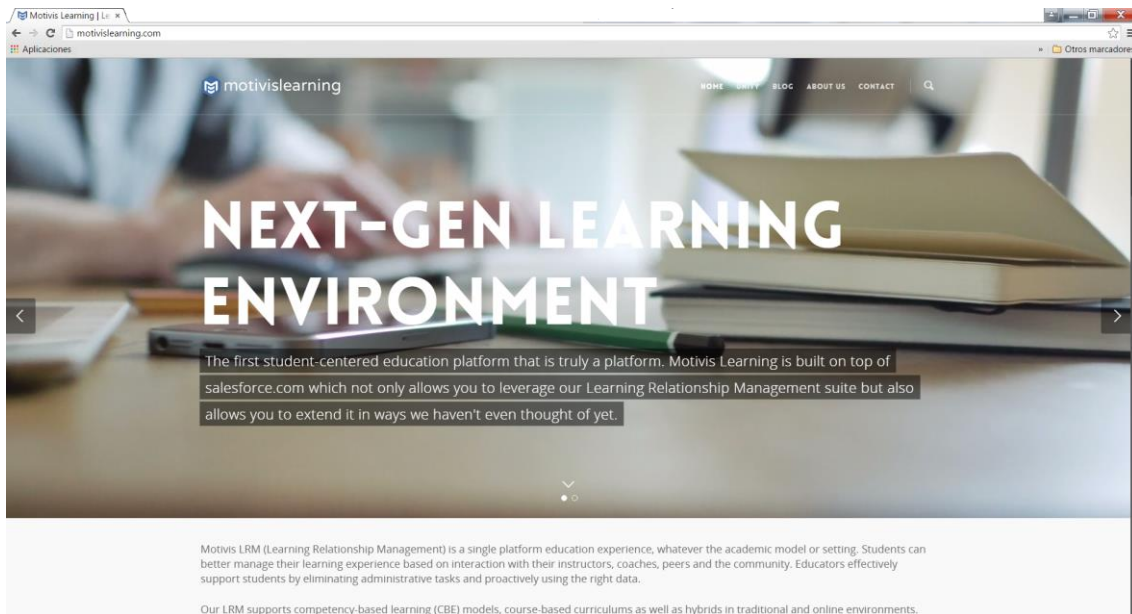 Motivis Learning | Le
motivislearning.com
Aplicaciones
» Otros marcadores
motivislearning
HOME UNITY BLOG ABOUT US CONTACT
NEXT-GEN LEARNING
ENVIRONMENT
The first student-centered education platform that is truly a platform. Motivis Learning is built on top of
salesforce.com which not only allows you to leverage our Learning Relationship Management suite but also
allows you to extend it in ways we haven't even thought of yet.
Motivis LRM (Learning Relationship Management) is a single platform education experience, whatever the academic model or setting. Students can
better manage their learning experience based on interaction with their instructors, coaches, peers and the community. Educators effectively
support students by eliminating administrative tasks and proactively using the right data.
Our LRM supports competency-based learning (CBE) models, course-based curriculums as well as hybrids in traditional and online environments.